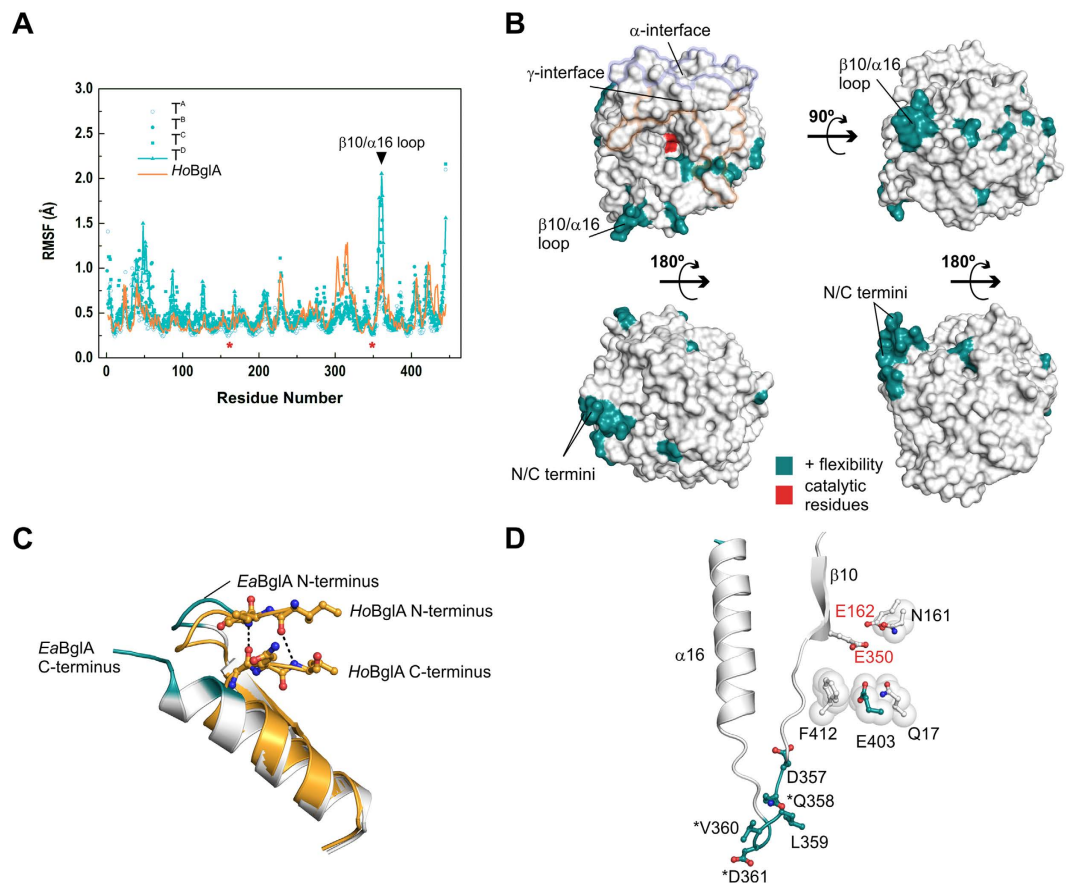 A
3.0
2.5
2.0
1.5
1.0
0.5
0.0
RMSF (Å)
T^A
T^B
T^C
T^D
HoBglA
β10/α16 loop
*
*
0
100
200
300
400
Residue Number
B
α-interface
γ-interface
β10/α16
loop
90º
β10/α16
loop
180º
180º
N/C termini
N/C termini
+ flexibility
catalytic
residues
C
EaBglA N-terminus
HoBglA N-terminus
EaBglA
C-terminus
HoBglA C-terminus
D
β10
E162
N161
E350
α16
F412
E403
Q17
D357
*Q358
*V360
L359
*D361